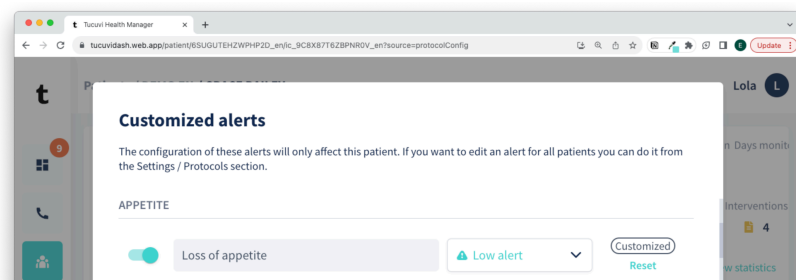 t Tucuvi Health Manager × +
tucuvidash.web.app/patient/6SUGUTEHZWPHP2D_en/ic_9C8X87T6ZBPNR0V_en?source=protocolConfig E Update
t Lola L
Customized alerts
The configuration of these alerts will only affect this patient. If you want to edit an alert for all patients you can do it from
the Settings / Protocols section.
n Days monit
9
APPETITE
Interventions
4
Loss of appetite Low alert Customized
Reset
w statistics